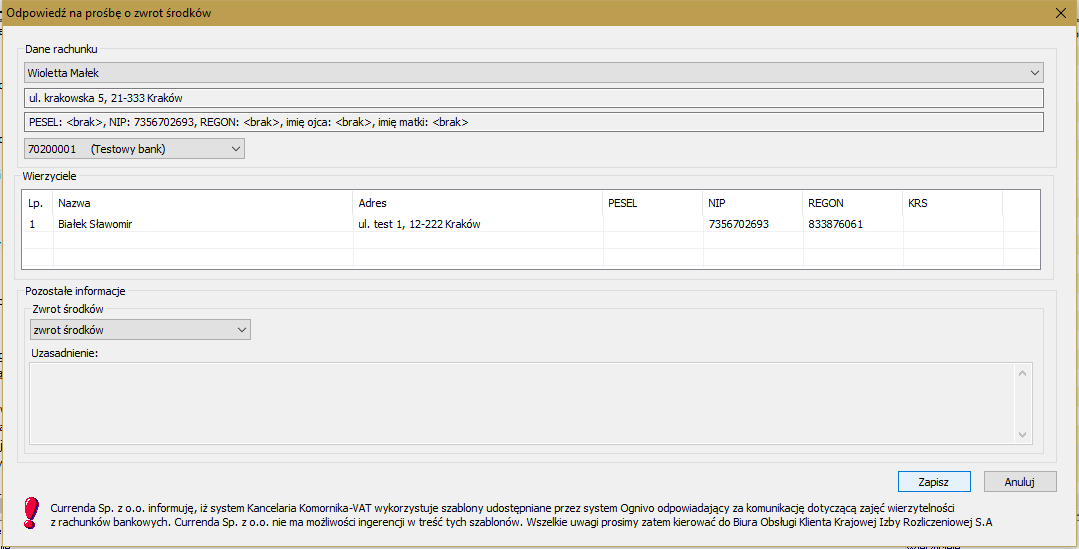 Odpowiedź na prośbę o zwrot środków
Dane rachunku
Wioletta Małek
ul. krakowska 5, 21-333 Kraków
PESEL: <brak>, NIP: 7356702693, REGON: <brak>, imię ojca: <brak>, imię matki: <brak>
70200001 (Testowy bank)
Wierzyciele
Lp. Nazwa Adres PESEL NIP REGON KRS
1 Białek Sławomir ul. test 1, 12-222 Kraków 7356702693 833876061
Pozostałe informacje
Zwrot środków
zwrot środków
Uzasadnienie:
Zapisz Anuluj
Currenda Sp. z o.o. informuję, iż system Kancelaria Komornika-VAT wykorzystuje szablony udostępniane przez system Ognivo odpowiadający za komunikację dotyczącą zajęć wierzytelności
z rachunków bankowych. Currenda Sp. z o.o. nie ma możliwości ingerencji w treść tych szablonów. Wszelkie uwagi prosimy zatem kierować do Biura Obsługi Klienta Krajowej Izby Rozliczeniowej S.A